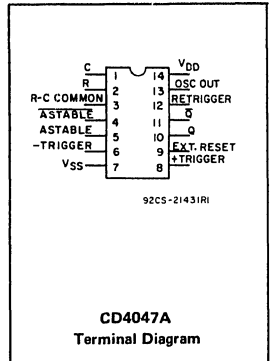 C 1 14 VDD
R 2 13 OSC OUT
R-C COMMON 3 12 RETRIGGER
ASTABLE 4 11 Q
ASTABLE 5 10 Q
-TRIGGER 6 9 EXT. RESET
VSS 7 8 +TRIGGER
92CS-21431RI
CD4047A
Terminal Diagram